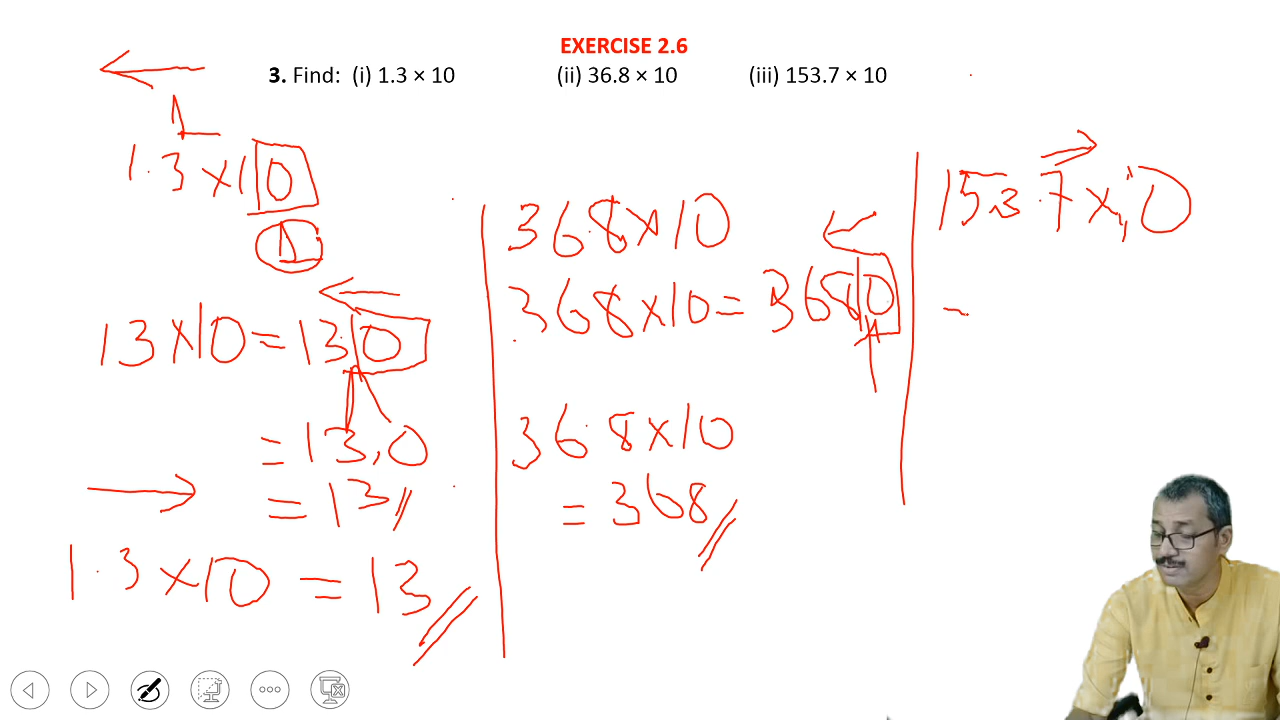 EXERCISE 2.6
3. Find: (i) 1.3 × 10 (ii) 36.8 × 10 (iii) 153.7 × 10
1
1.3 × 10
1
13 × 10 = 130
= 13.0
= 13
1.3 × 10 = 13
36.8 × 10
368 × 10 = 3680
36.8 × 10
= 368
153.7 × 10
=